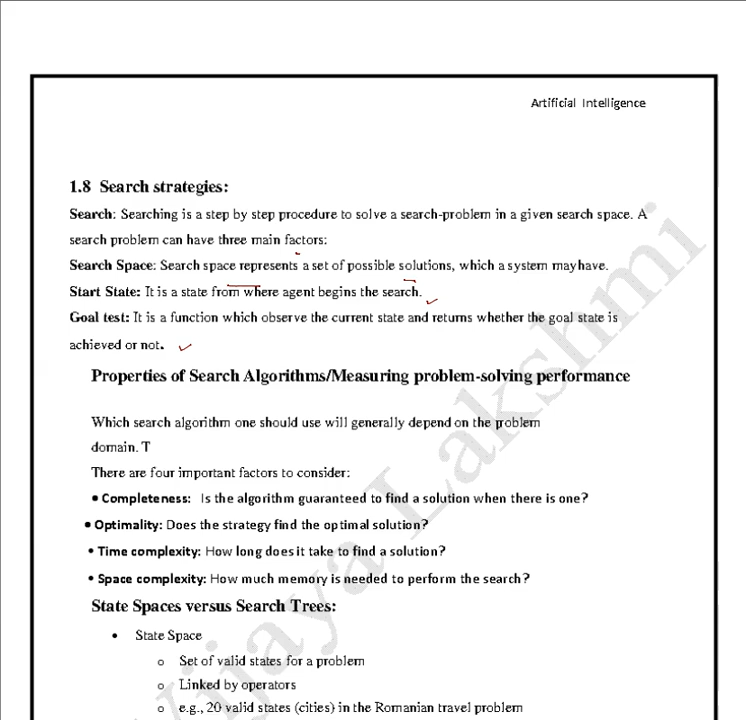 Artificial Intelligence
1.8 Search strategies:
Search: Searching is a step by step procedure to solve a search-problem in a given search space. A
search problem can have three main factors:
Search Space: Search space represents a set of possible solutions, which a system mayhave.
Start State: It is a state from where agent begins the search.
Goal test: It is a function which observe the current state and returns whether the goal state is
achieved or not.
Properties of Search Algorithms/Measuring problem-solving performance
Which search algorithm one should use will generally depend on the problem
domain. T
There are four important factors to consider:
• Completeness: Is the algorithm guaranteed to find a solution when there is one?
• Optimality: Does the strategy find the optimal solution?
• Time complexity: How long does it take to find a solution?
• Space complexity: How much memory is needed to perform the search?
State Spaces versus Search Trees:
• State Space
o Set of valid states for a problem
o Linked by operators
o e.g., 20 valid states (cities) in the Romanian travel problem
Vijaya Lakshmi